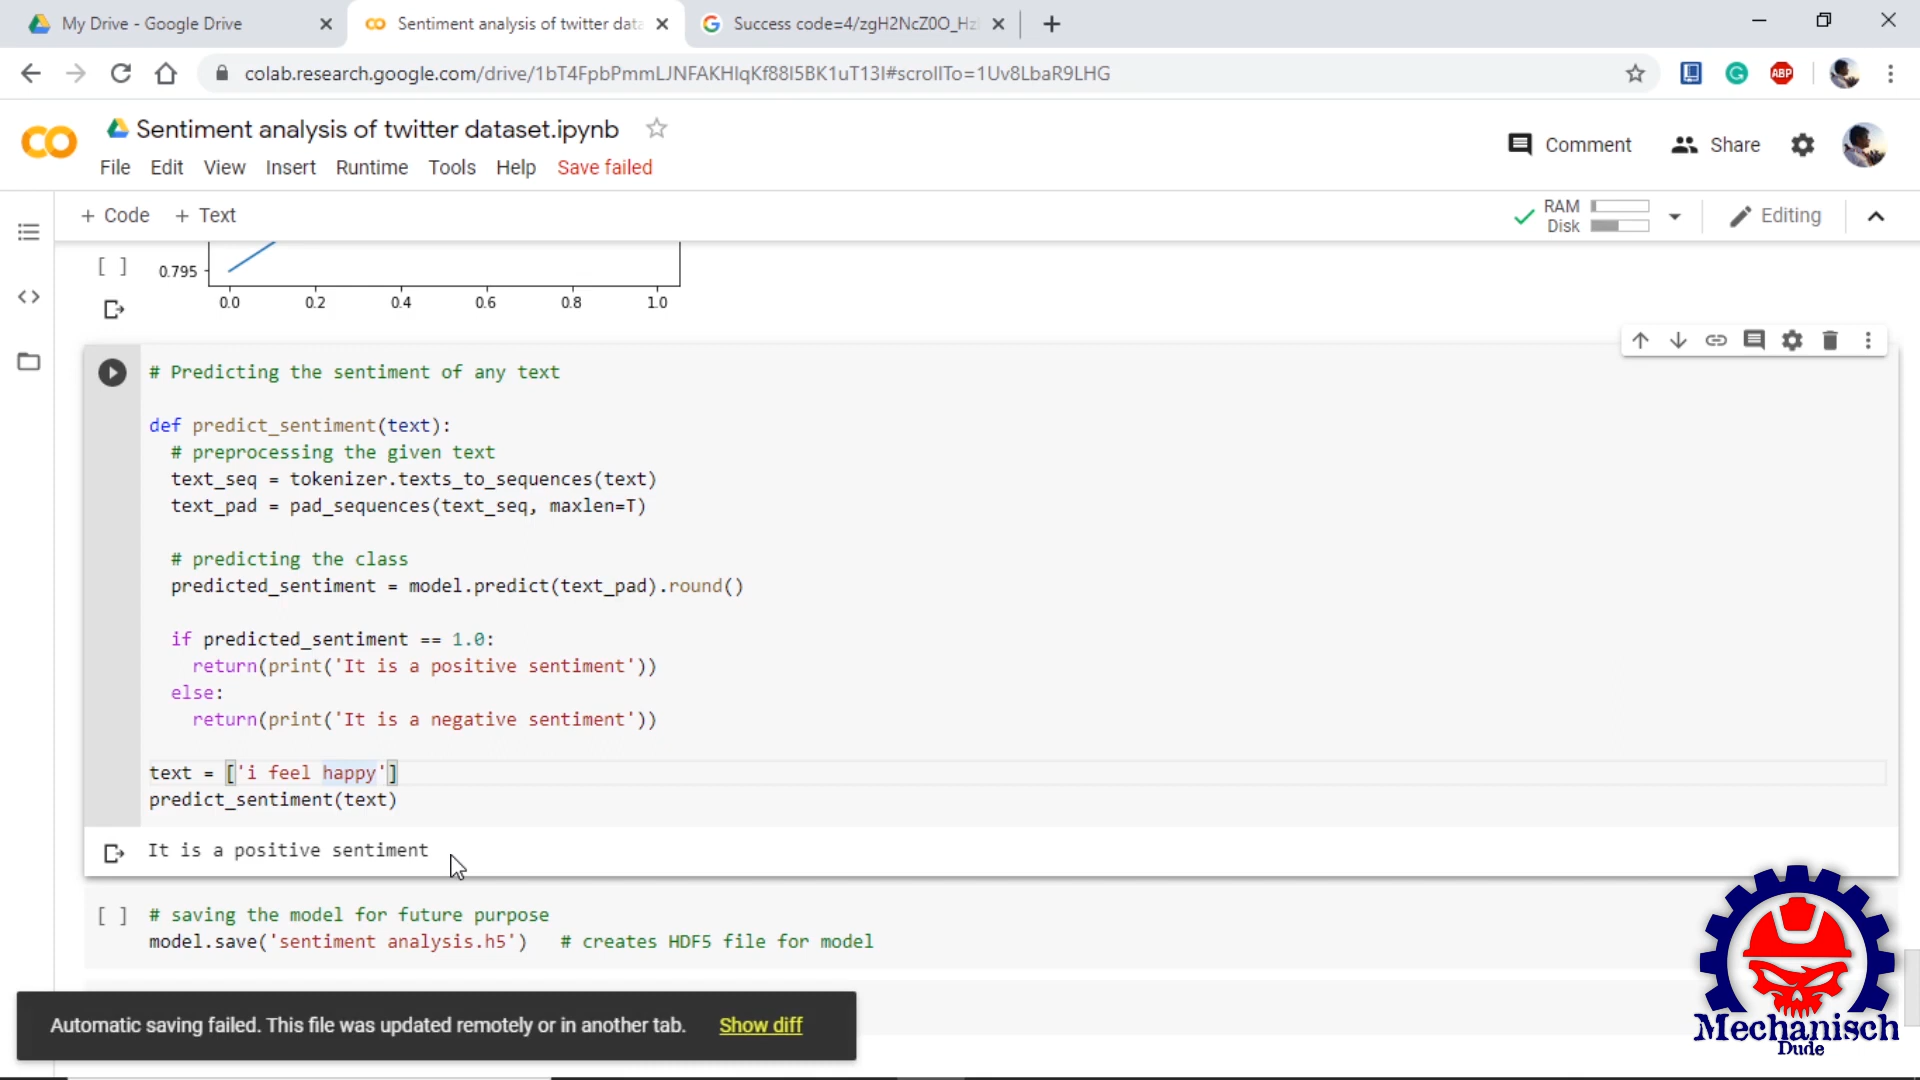 My Drive - Google Drive
Sentiment analysis of twitter data
Success code=4/zgH2NcZ0O_Hz
colab.research.google.com/drive/1bT4FpbPmmLJNFAKHlqKf88I5BK1uT13I#scrollTo=1Uv8LbaR9LHG
ABP
Sentiment analysis of twitter dataset.ipynb
Comment
Share
File Edit View Insert Runtime Tools Help Save failed
+ Code + Text
RAM
Disk
Editing
[ ]
0.795
0.0 0.2 0.4 0.6 0.8 1.0
# Predicting the sentiment of any text
def predict_sentiment(text):
# preprocessing the given text
text_seq = tokenizer.texts_to_sequences(text)
text_pad = pad_sequences(text_seq, maxlen=T)
# predicting the class
predicted_sentiment = model.predict(text_pad).round()
if predicted_sentiment == 1.0:
return(print('It is a positive sentiment'))
else:
return(print('It is a negative sentiment'))
text = ['i feel happy']
predict_sentiment(text)
It is a positive sentiment
[ ] # saving the model for future purpose
model.save('sentiment analysis.h5') # creates HDF5 file for model
Automatic saving failed. This file was updated remotely or in another tab. Show diff
Mechanisch
Dude